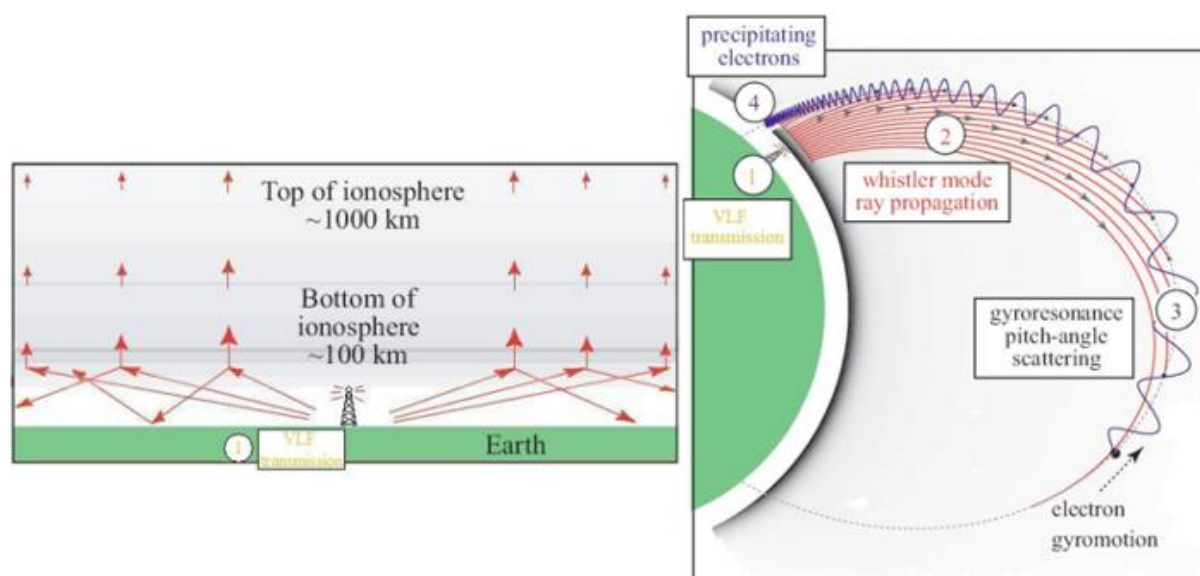 Top of ionosphere
~1000 km
Bottom of
ionosphere
~100 km
1
VLF
transmission
Earth
precipitating
electrons
4
2
1
whistler mode
ray propagation
VLF
transmission
3
gyroresonance
pitch-angle
scattering
electron
gyromotion